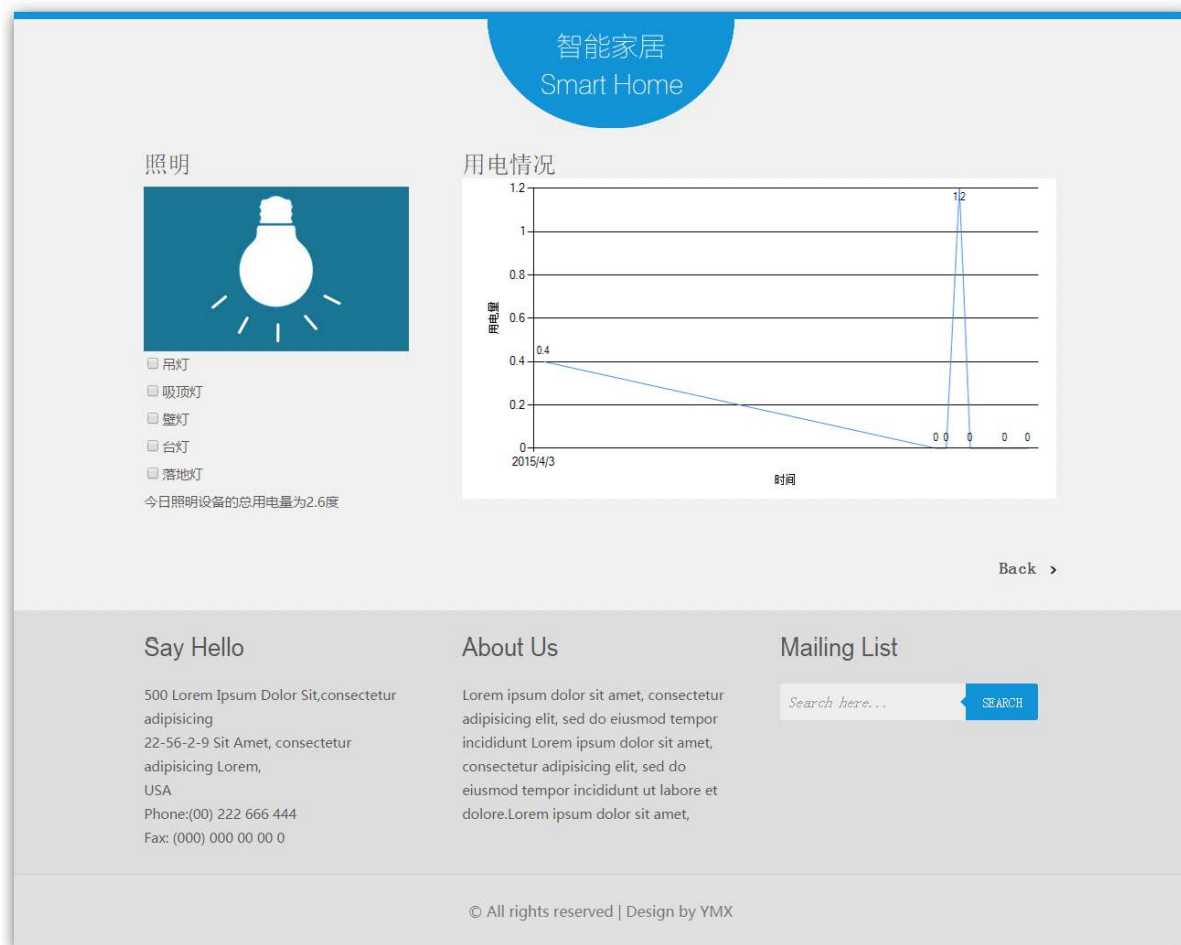 智能家居
Smart Home
照明
吊灯
吸顶灯
壁灯
台灯
落地灯
今日照明设备的总用电量为2.6度
用电情况
1.2
1
0.8
0.6
0.4
0.2
0
用电量
0.4
1.2
0 0 0 0 0
2015/4/3
时间
Back
Say Hello
500 Lorem Ipsum Dolor Sit,consectetur
adipisicing
22-56-2-9 Sit Amet, consectetur
adipisicing Lorem,
USA
Phone:(00) 222 666 444
Fax: (000) 000 00 00 0
About Us
Lorem ipsum dolor sit amet, consectetur
adipisicing elit, sed do eiusmod tempor
incididunt Lorem ipsum dolor sit amet,
consectetur adipisicing elit, sed do
eiusmod tempor incididunt ut labore et
dolore.Lorem ipsum dolor sit amet,
Mailing List
Search here...
SEARCH
© All rights reserved | Design by YMX